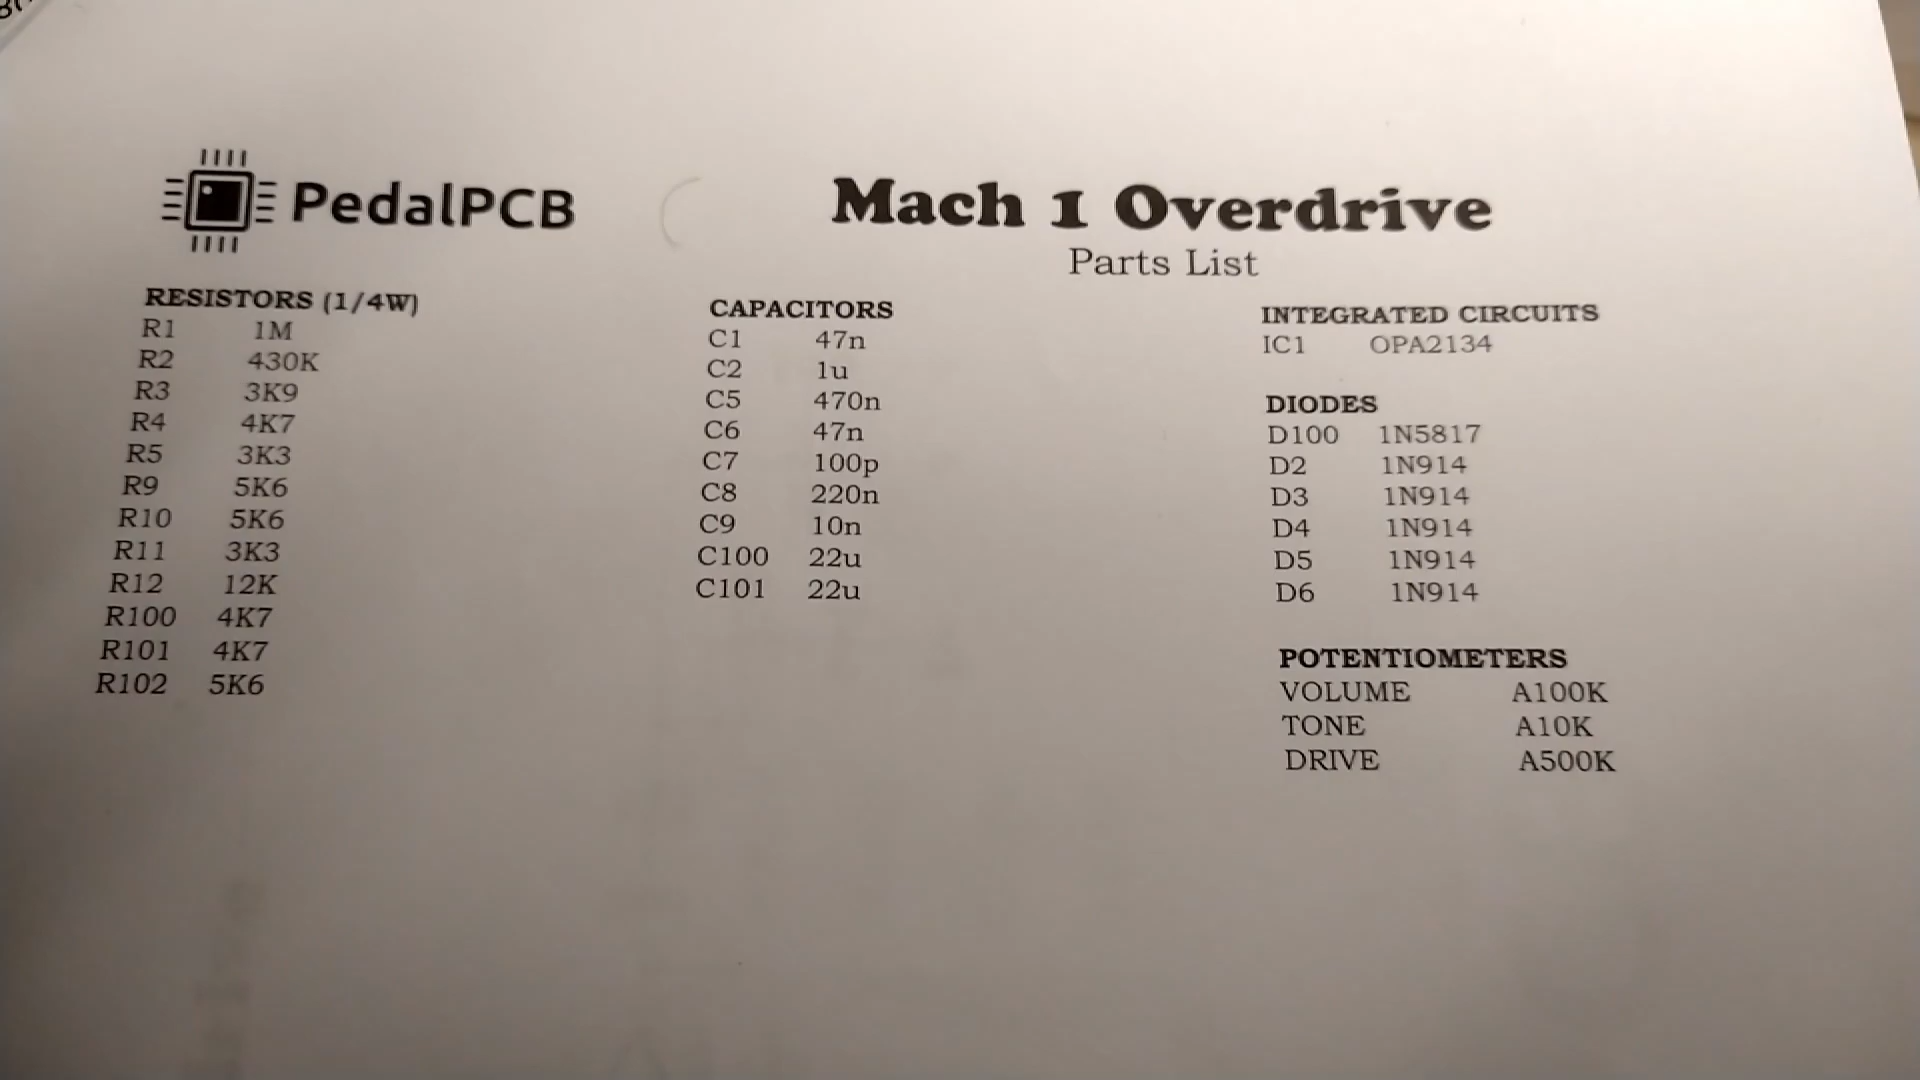 PedalPCB
Mach 1 Overdrive
Parts List
RESISTORS (1/4W)
R1 1M
R2 430K
R3 3K9
R4 4K7
R5 3K3
R9 5K6
R10 5K6
R11 3K3
R12 12K
R100 4K7
R101 4K7
R102 5K6
CAPACITORS
C1 47n
C2 1u
C5 470n
C6 47n
C7 100p
C8 220n
C9 10n
C100 22u
C101 22u
INTEGRATED CIRCUITS
IC1 OPA2134
DIODES
D100 1N5817
D2 1N914
D3 1N914
D4 1N914
D5 1N914
D6 1N914
POTENTIOMETERS
VOLUME A100K
TONE A10K
DRIVE A500K